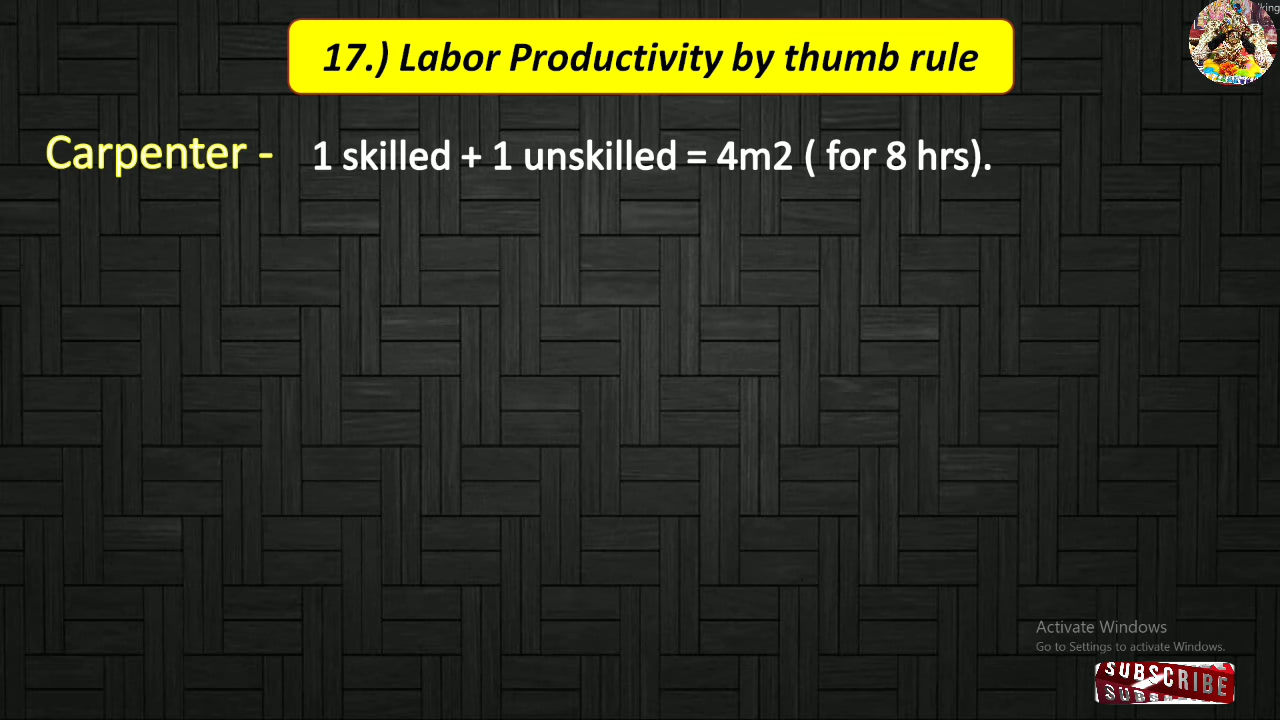 17.) Labor Productivity by thumb rule
Carpenter - 1 skilled + 1 unskilled = 4m2 ( for 8 hrs).
Activate Windows
Go to Settings to activate Windows.
SUBSCRIBE